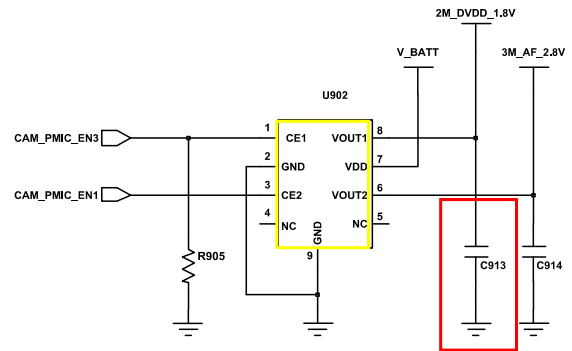 2M_DVDD_1.8V
V_BATT
3M_AF_2.8V
U902
CAM_PMIC_EN3
1
CE1
VOUT1
8
2
GND
VDD
7
CAM_PMIC_EN1
3
CE2
VOUT2
6
4
NC
NC
5
GND
9
R905
C913
C914